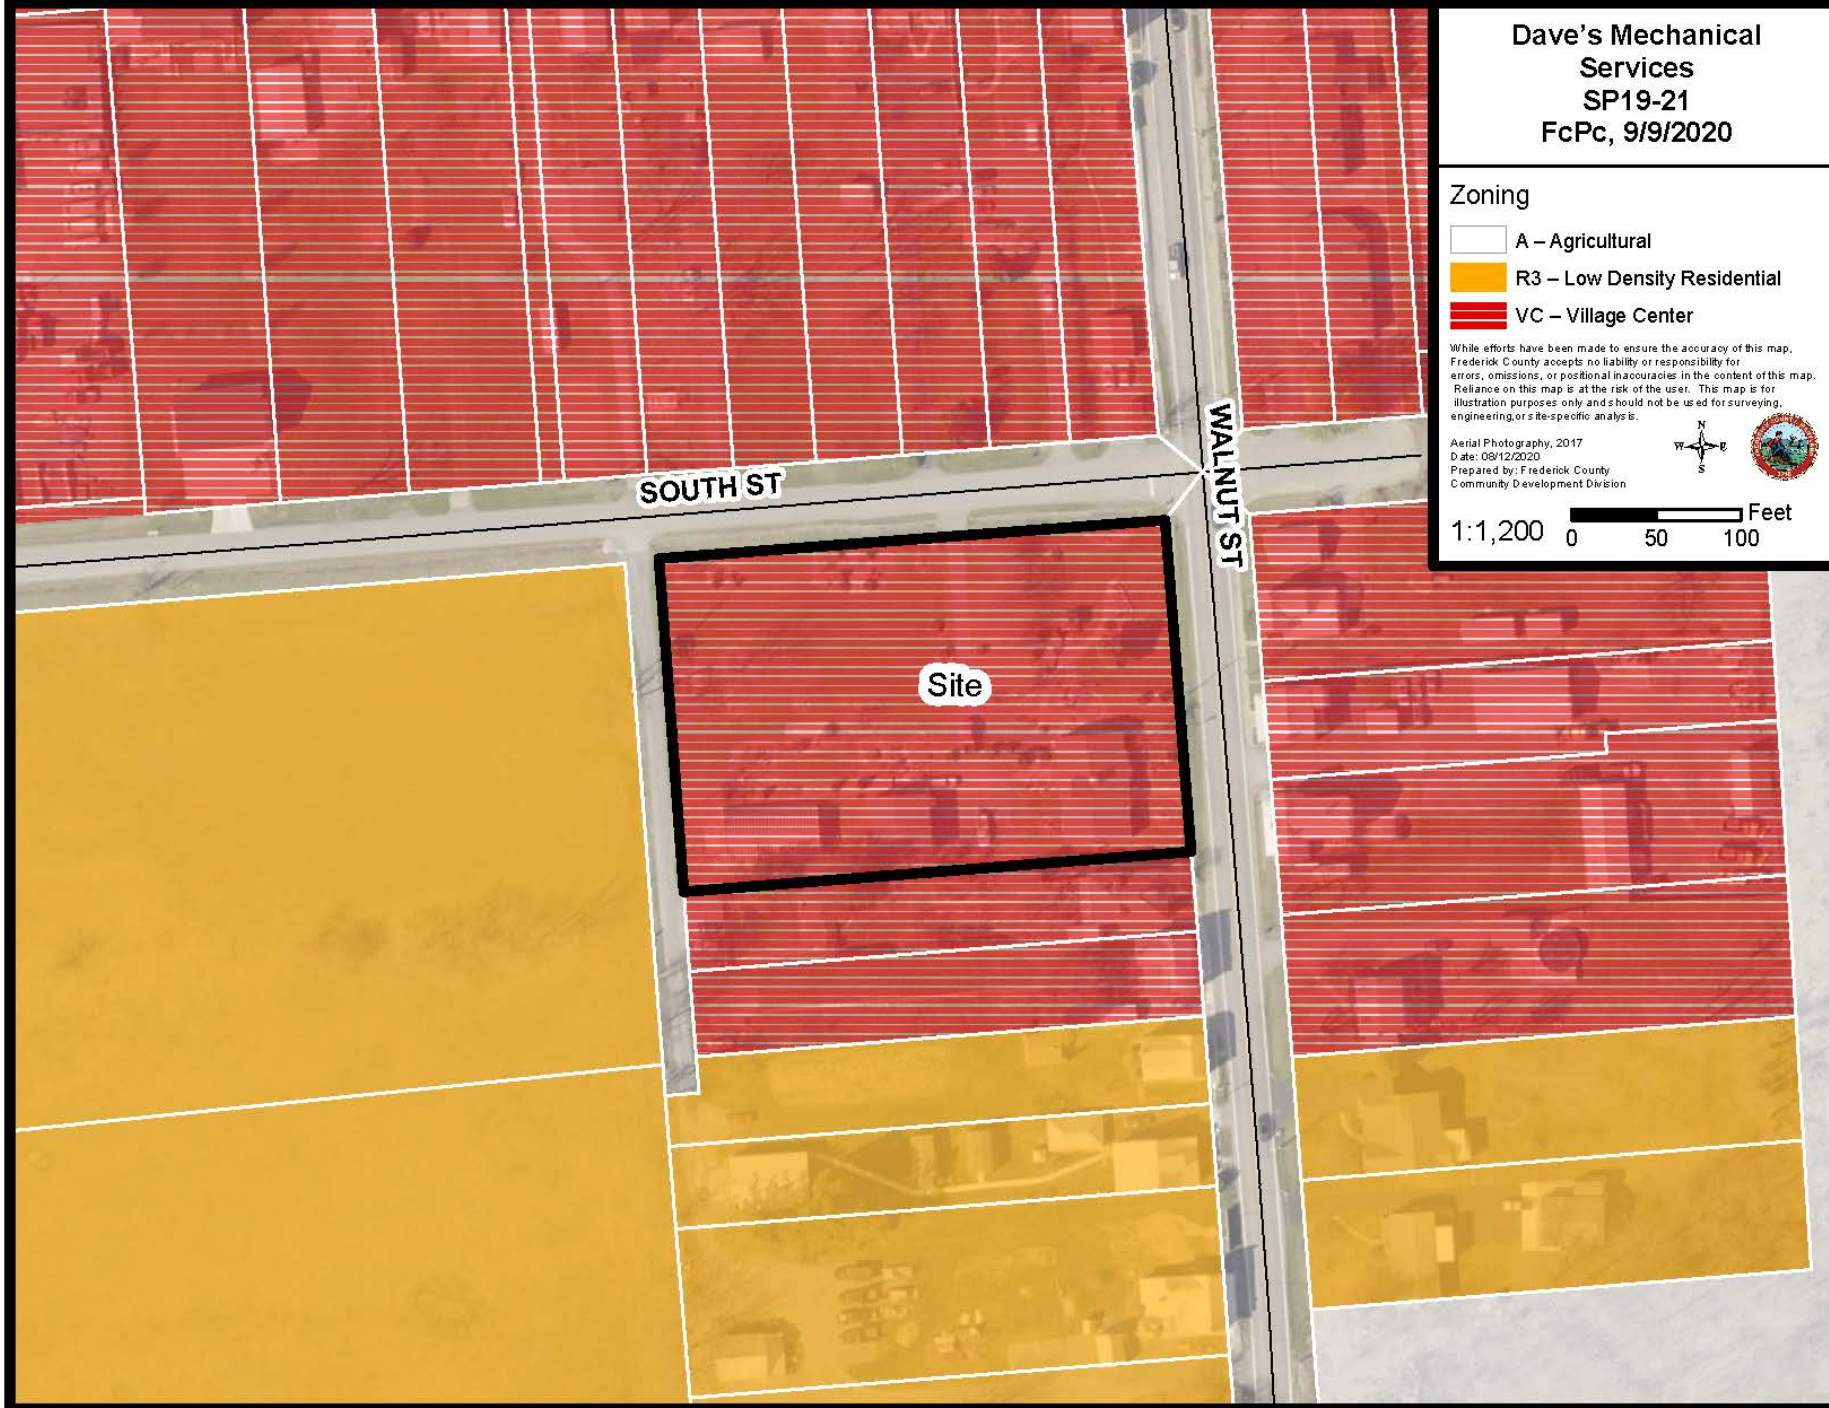 Dave's Mechanical
Services
SP19-21
FcPc, 9/9/2020
Zoning
A – Agricultural
R3 – Low Density Residential
VC – Village Center
While efforts have been made to ensure the accuracy of this map,
Frederick County accepts no liability or responsibility for
errors, omissions, or positional inaccuracies in the content of this map.
Reliance on this map is at the risk of the user. This map is for
illustration purposes only and should not be used for surveying,
engineering,or site-specific analysis.
Aerial Photography, 2017
Date: 08/12/2020
Prepared by: Frederick County
Community Development Division
N
W E
S
1:1,200
Feet
0 50 100
SOUTH ST
WALNUT ST
Site